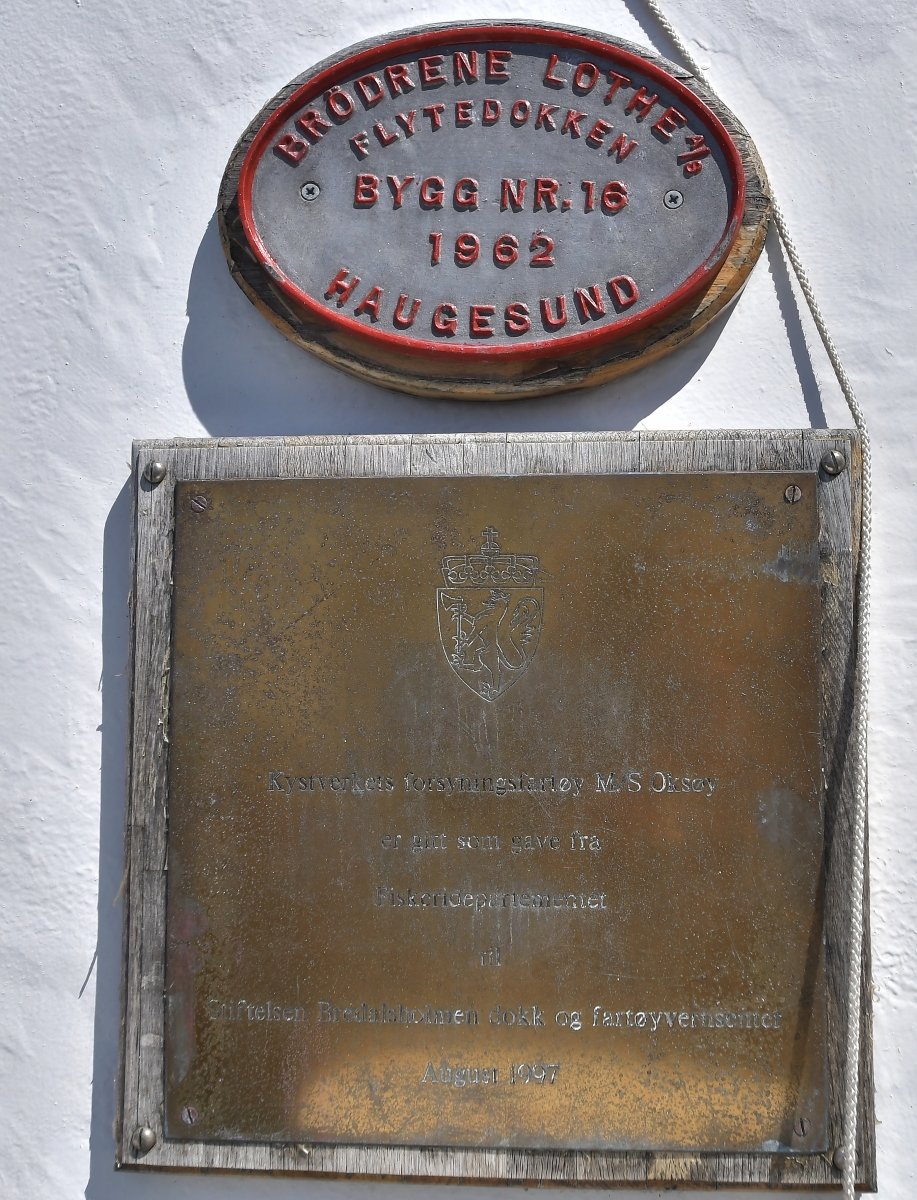 BRÖDRENE LOTHE A/S
FLYTEDOKKEN
BYGG NR. 16
1962
HAUGESUND
Kystverkets forsyningsfartøy M/S Oksøy
er gitt som gave fra
Fiskeridepartementet
til
Stiftelsen Bredalsholmen dokk og fartøyvernsenter
August 1997